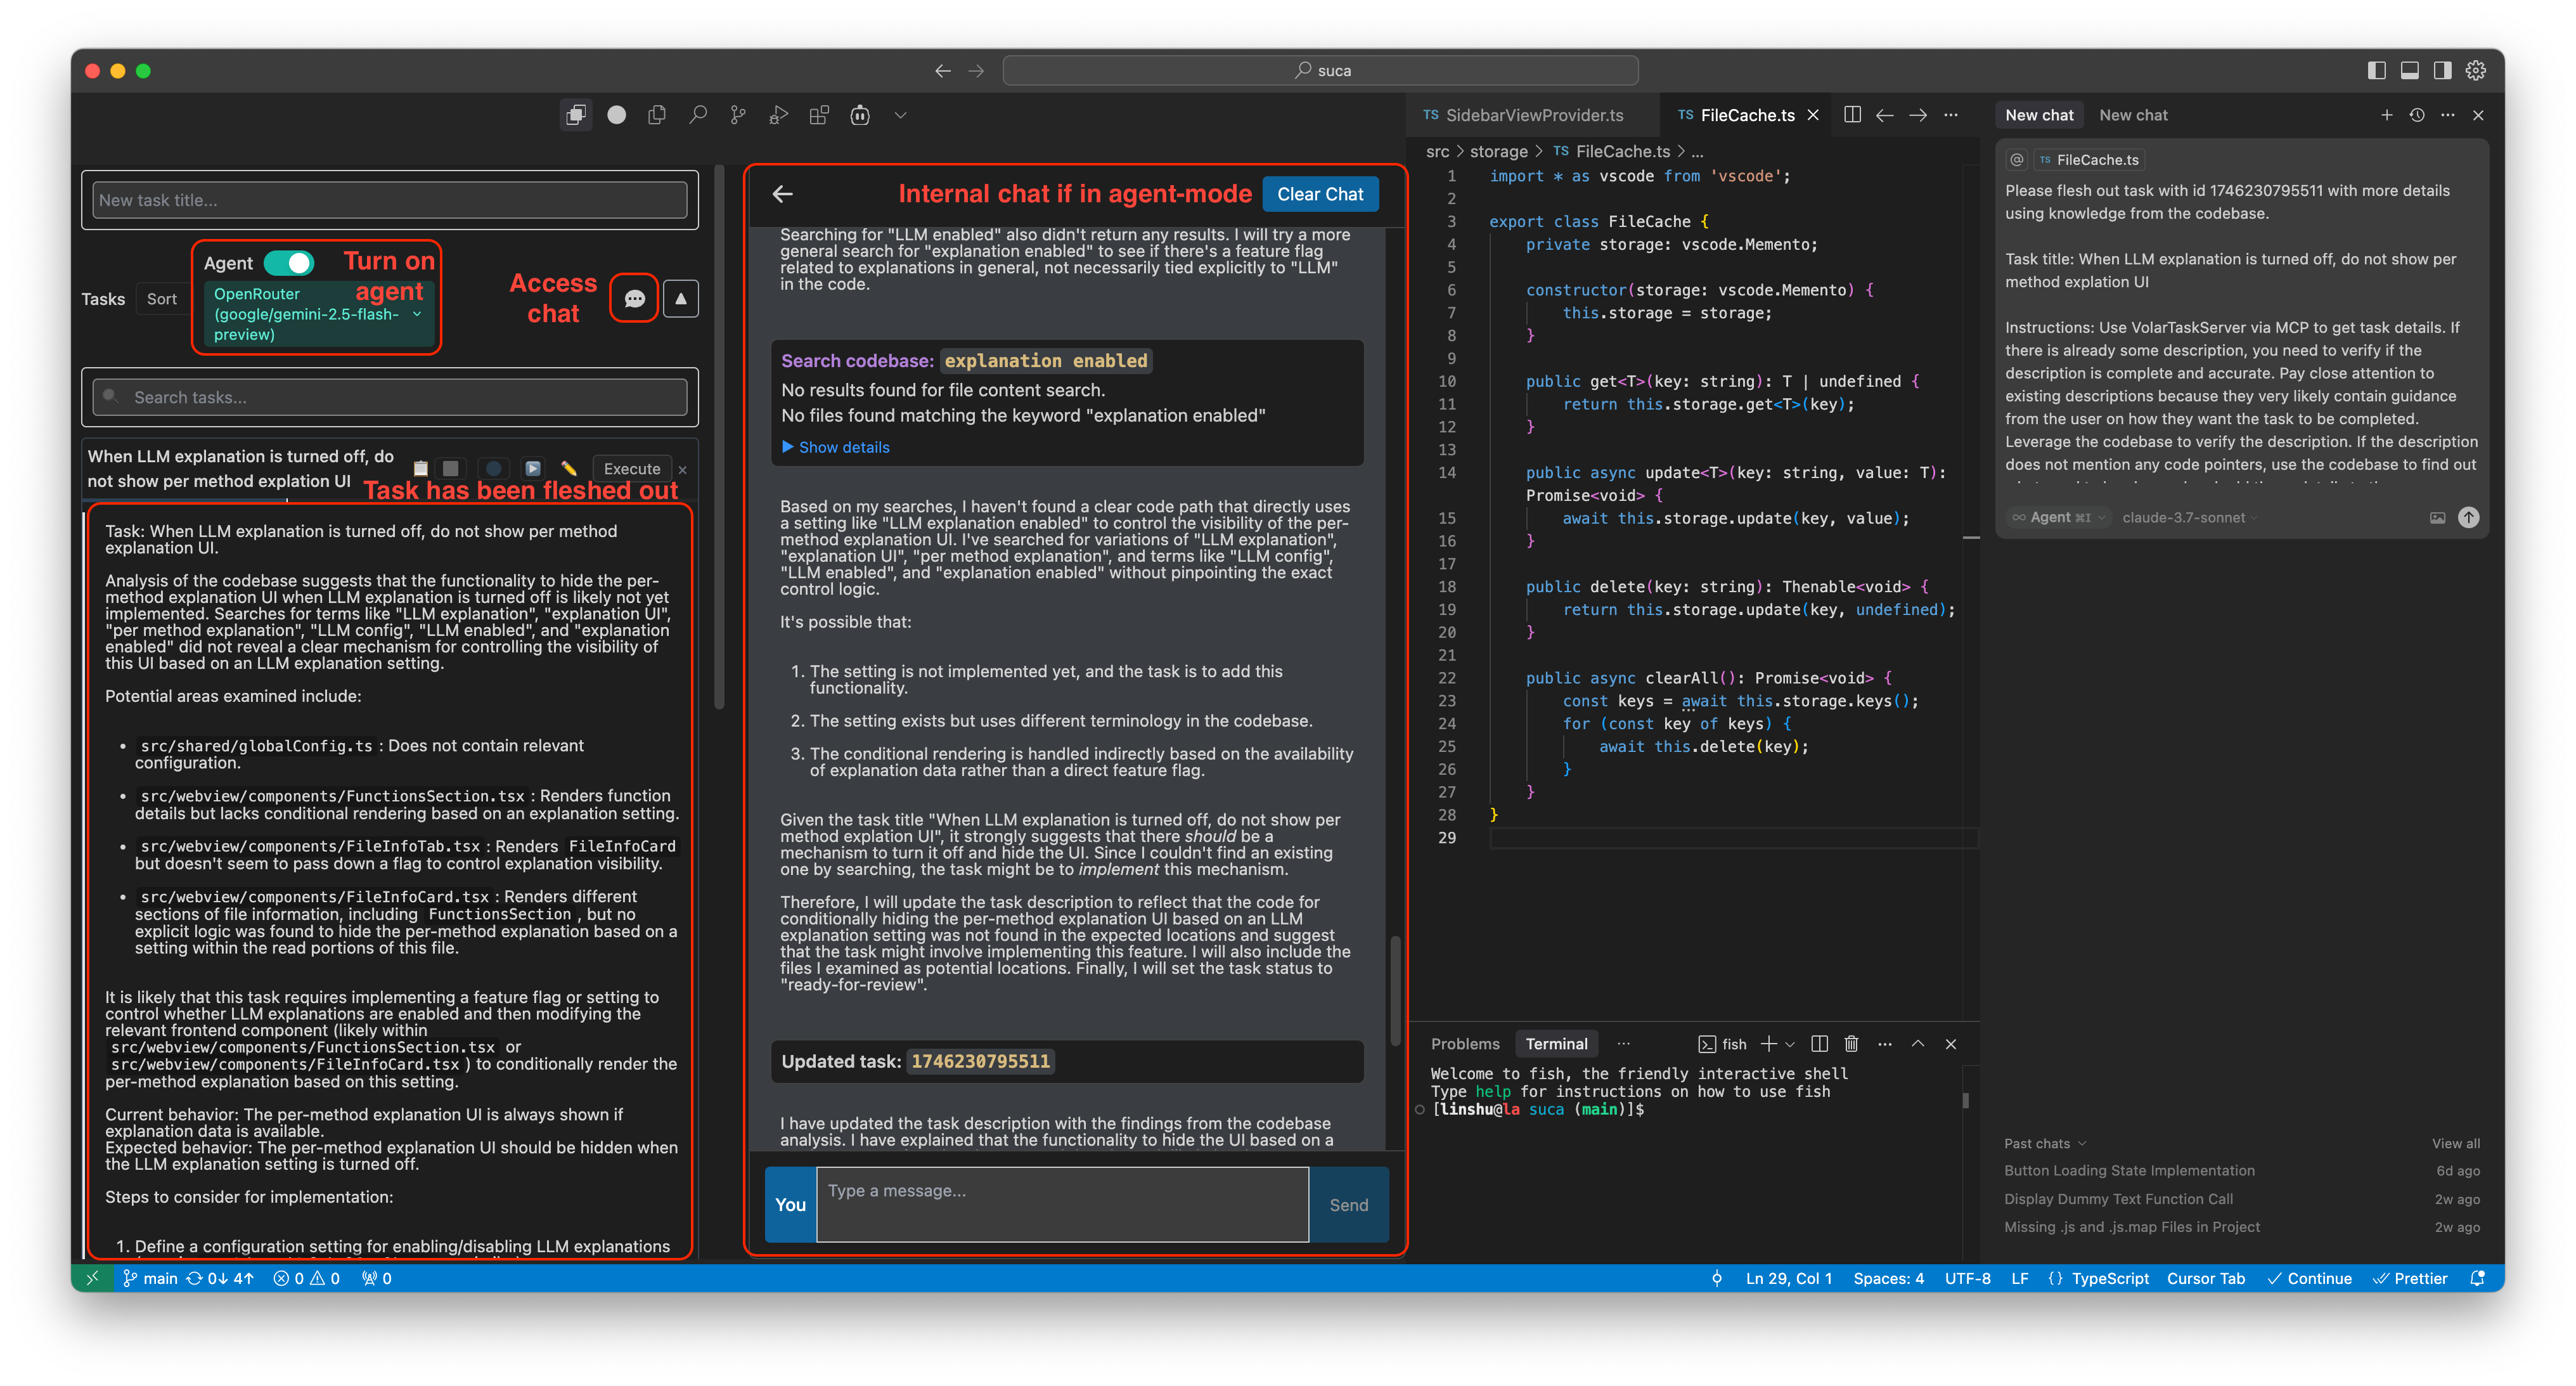 suca
New task title...
Agent
Turn on
agent
OpenRouter
(google/gemini-2.5-flash-
preview)
Tasks
Sort
Access
chat
Search tasks...
When LLM explanation is turned off, do
not show per method explation UI
Execute
Task has been fleshed out
Task: When LLM explanation is turned off, do not show per method
explanation UI.
Analysis of the codebase suggests that the functionality to hide the per-
method explanation UI when LLM explanation is turned off is likely not yet
implemented. Searches for terms like "LLM explanation", "explanation UI",
"per method explanation", "LLM config", "LLM enabled", and "explanation
enabled" did not reveal a clear mechanism for controlling the visibility of
this UI based on an LLM explanation setting.
Potential areas examined include:
• src/shared/globalConfig.ts : Does not contain relevant
configuration.
• src/webview/components/FunctionsSection.tsx : Renders function
details but lacks conditional rendering based on an explanation setting.
• src/webview/components/FileInfoTab.tsx : Renders FileInfoCard
but doesn't seem to pass down a flag to control explanation visibility.
• src/webview/components/FileInfoCard.tsx : Renders different
sections of file information, including FunctionsSection , but no
explicit logic was found to hide the per-method explanation based on a
setting within the read portions of this file.
It is likely that this task requires implementing a feature flag or setting to
control whether LLM explanations are enabled and then modifying the
relevant frontend component (likely within
src/webview/components/FunctionsSection.tsx or
src/webview/components/FileInfoCard.tsx ) to conditionally render the
per-method explanation based on this setting.
Current behavior: The per-method explanation UI is always shown if
explanation data is available.
Expected behavior: The per-method explanation UI should be hidden when
the LLM explanation setting is turned off.
Steps to consider for implementation:
1. Define a configuration setting for enabling/disabling LLM explanations
Internal chat if in agent-mode
Clear Chat
Searching for "LLM enabled" also didn't return any results. I will try a more
general search for "explanation enabled" to see if there's a feature flag
related to explanations in general, not necessarily tied explicitly to "LLM"
in the code.
Search codebase: explanation enabled
No results found for file content search.
No files found matching the keyword "explanation enabled"
Show details
Based on my searches, I haven't found a clear code path that directly uses
a setting like "LLM explanation enabled" to control the visibility of the per-
method explanation UI. I've searched for variations of "LLM explanation",
"explanation UI", "per method explanation", and terms like "LLM config",
"LLM enabled", and "explanation enabled" without pinpointing the exact
control logic.
It's possible that:
1. The setting is not implemented yet, and the task is to add this
functionality.
2. The setting exists but uses different terminology in the codebase.
3. The conditional rendering is handled indirectly based on the availability
of explanation data rather than a direct feature flag.
Given the task title "When LLM explanation is turned off, do not show per
method explation UI", it strongly suggests that there should be a
mechanism to turn it off and hide the UI. Since I couldn't find an existing
one by searching, the task might be to implement this mechanism.
Therefore, I will update the task description to reflect that the code for
conditionally hiding the per-method explanation UI based on an LLM
explanation setting was not found in the expected locations and suggest
that the task might involve implementing this feature. I will also include the
files I examined as potential locations. Finally, I will set the task status to
"ready-for-review".
Updated task: 1746230795511
I have updated the task description with the findings from the codebase
analysis. I have explained that the functionality to hide the UI based on a
You
Type a message...
Send
TS SidebarViewProvider.ts
TS FileCache.ts
src > storage > TS FileCache.ts > ...
1 import * as vscode from 'vscode';
2
3 export class FileCache {
4 private storage: vscode.Memento;
5
6 constructor(storage: vscode.Memento) {
7 this.storage = storage;
8 }
9
10 public get<T>(key: string): T | undefined {
11 return this.storage.get<T>(key);
12 }
13
14 public async update<T>(key: string, value: T):
Promise<void> {
15 await this.storage.update(key, value);
16 }
17
18 public delete(key: string): Thenable<void> {
19 return this.storage.update(key, undefined);
20 }
21
22 public async clearAll(): Promise<void> {
23 const keys = await this.storage.keys();
24 for (const key of keys) {
25 await this.delete(key);
26 }
27 }
28 }
29
Problems
Terminal
fish
Welcome to fish, the friendly interactive shell
Type help for instructions on how to use fish
[linshu@la suca (main)]$
New chat
New chat
@ TS FileCache.ts
Please flesh out task with id 1746230795511 with more details
using knowledge from the codebase.
Task title: When LLM explanation is turned off, do not show per
method explation UI
Instructions: Use VolarTaskServer via MCP to get task details. If
there is already some description, you need to verify if the
description is complete and accurate. Pay close attention to
existing descriptions because they very likely contain guidance
from the user on how they want the task to be completed.
Leverage the codebase to verify the description. If the description
does not mention any code pointers, use the codebase to find out
Agent ⌘I
claude-3.7-sonnet
Past chats
View all
Button Loading State Implementation
6d ago
Display Dummy Text Function Call
2w ago
Missing .js and .js.map Files in Project
2w ago
main 0↓ 4↑ 0 0 0
Ln 29, Col 1 Spaces: 4 UTF-8 LF {} TypeScript Cursor Tab Continue Prettier